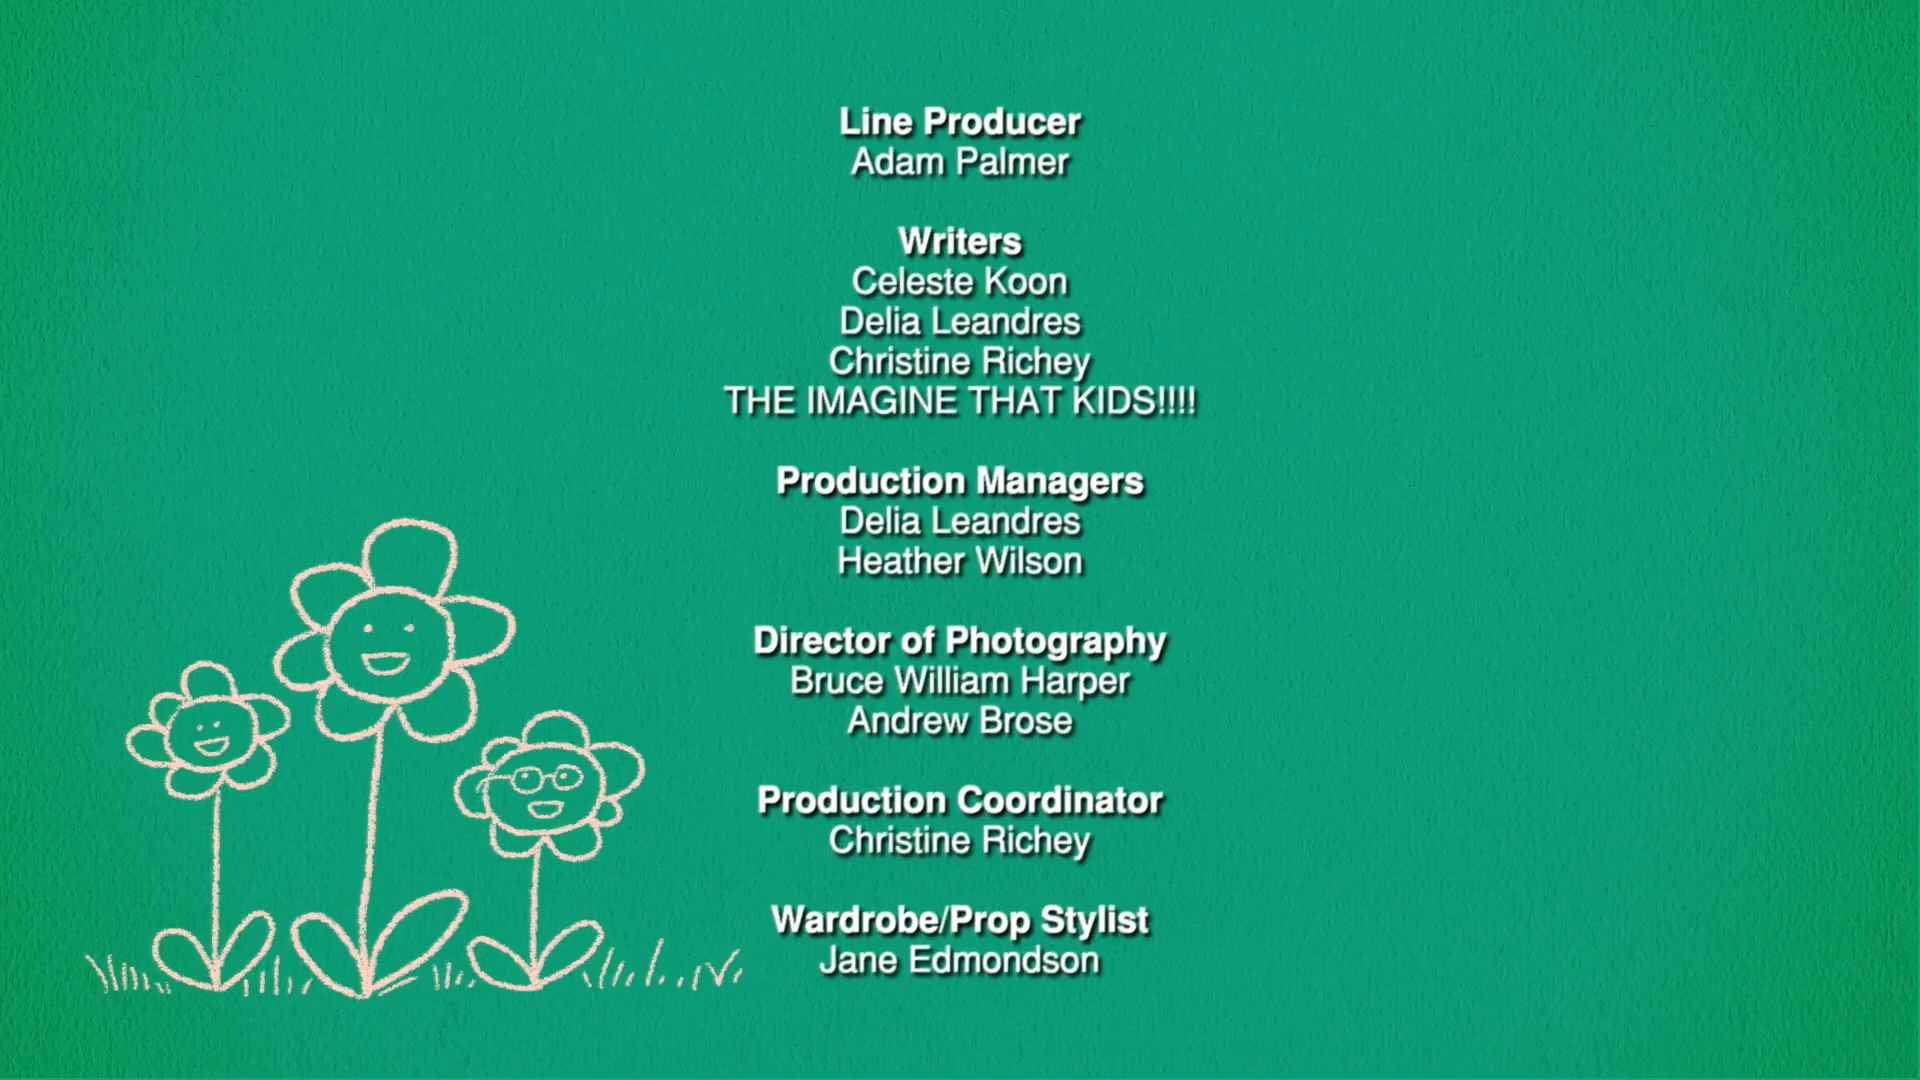 Line Producer
Adam Palmer
Writers
Celeste Koon
Delia Leandres
Christine Richey
THE IMAGINE THAT KIDS!!!!
Production Managers
Delia Leandres
Heather Wilson
Director of Photography
Bruce William Harper
Andrew Brose
Production Coordinator
Christine Richey
Wardrobe/Prop Stylist
Jane Edmondson